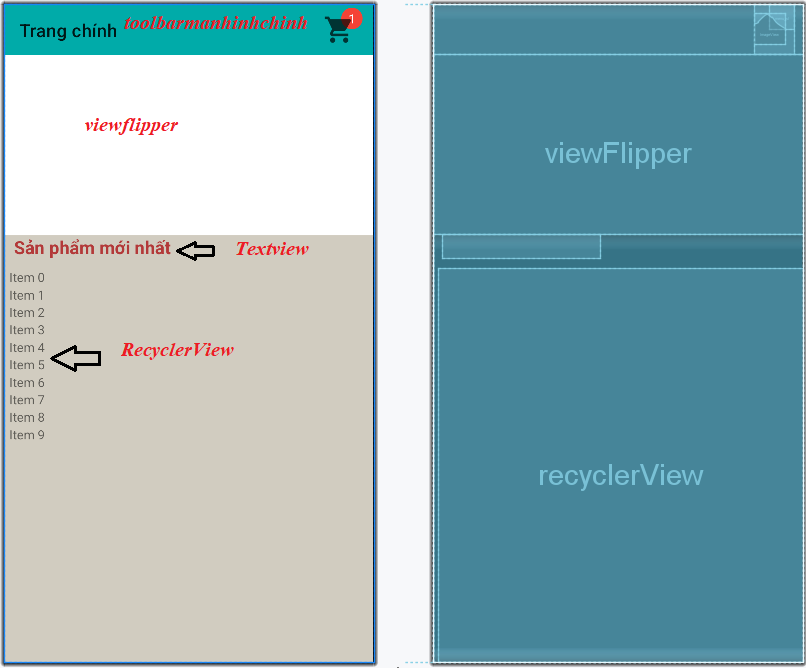 Trang chính toolbarmanhinhchinh 1
viewflipper
Sản phẩm mới nhất Textview
Item 0
Item 1
Item 2
Item 3
Item 4
RecyclerView
Item 5
Item 6
Item 7
Item 8
Item 9
viewFlipper
recyclerView